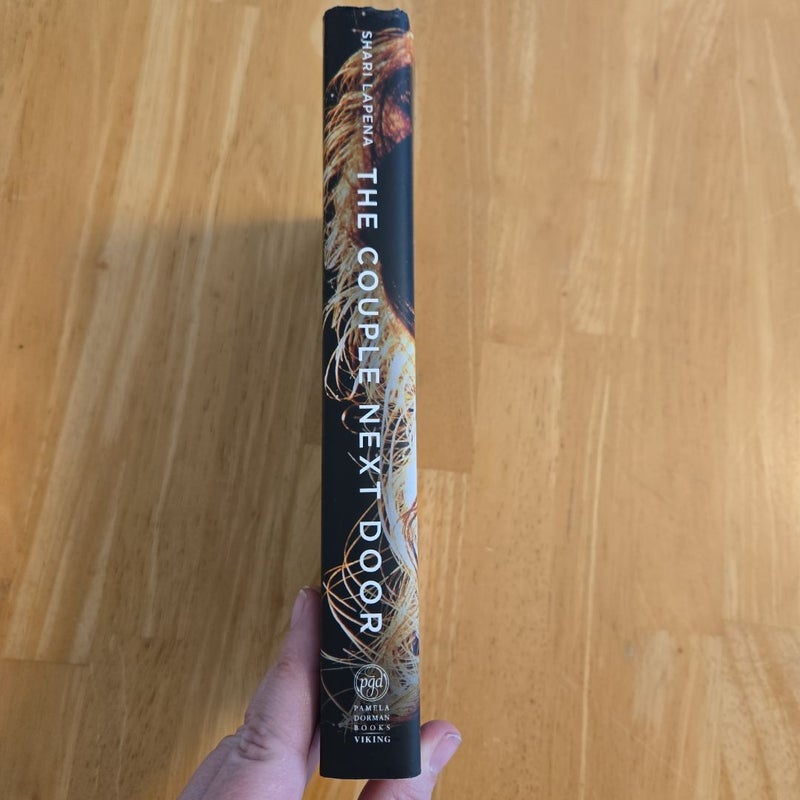 SHARI LAPENA
THE COUPLE NEXT DOOR
pgd
PAMELA
DORMAN
BOOKS
VIKING